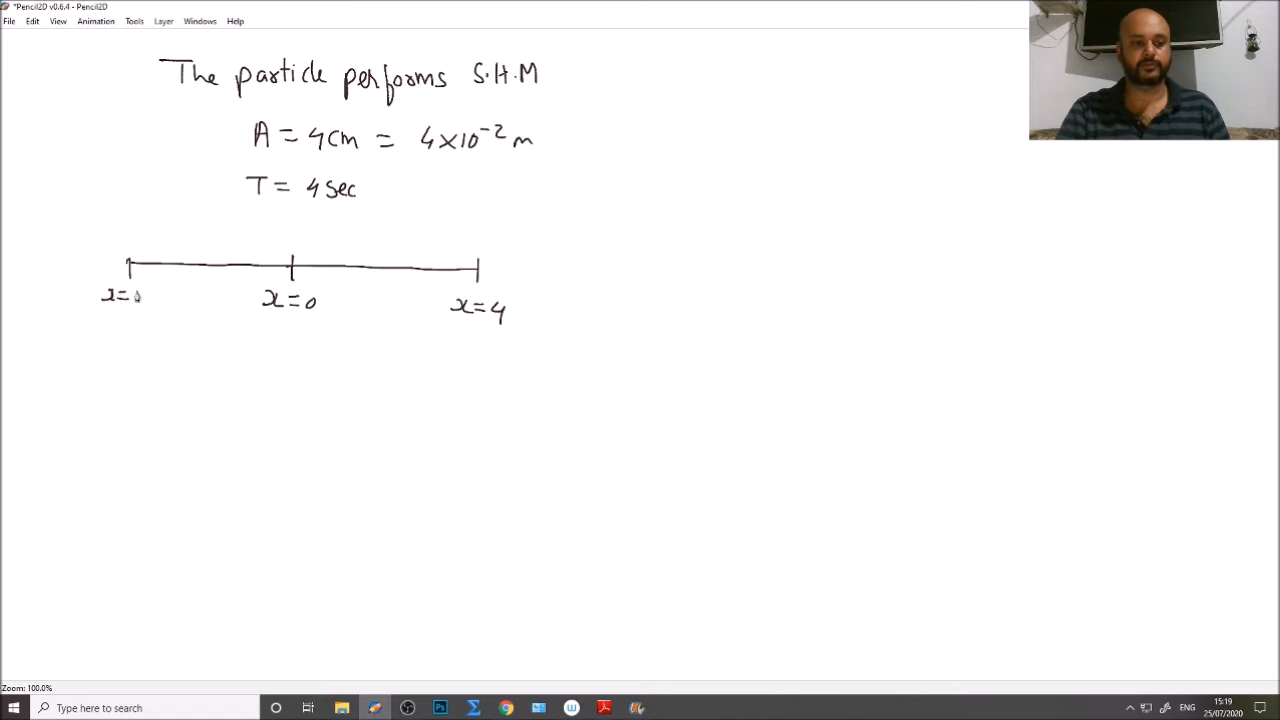 *Pencil2D v0.6.4 - Pencil2D
File Edit View Animation Tools Layer Windows Help
The particle performs S.H.M
A = 4cm = 4×10⁻² m
T = 4 sec
x= x=0 x=4
Zoom: 100.0%
Type here to search
ENG 15:19
25/07/2020